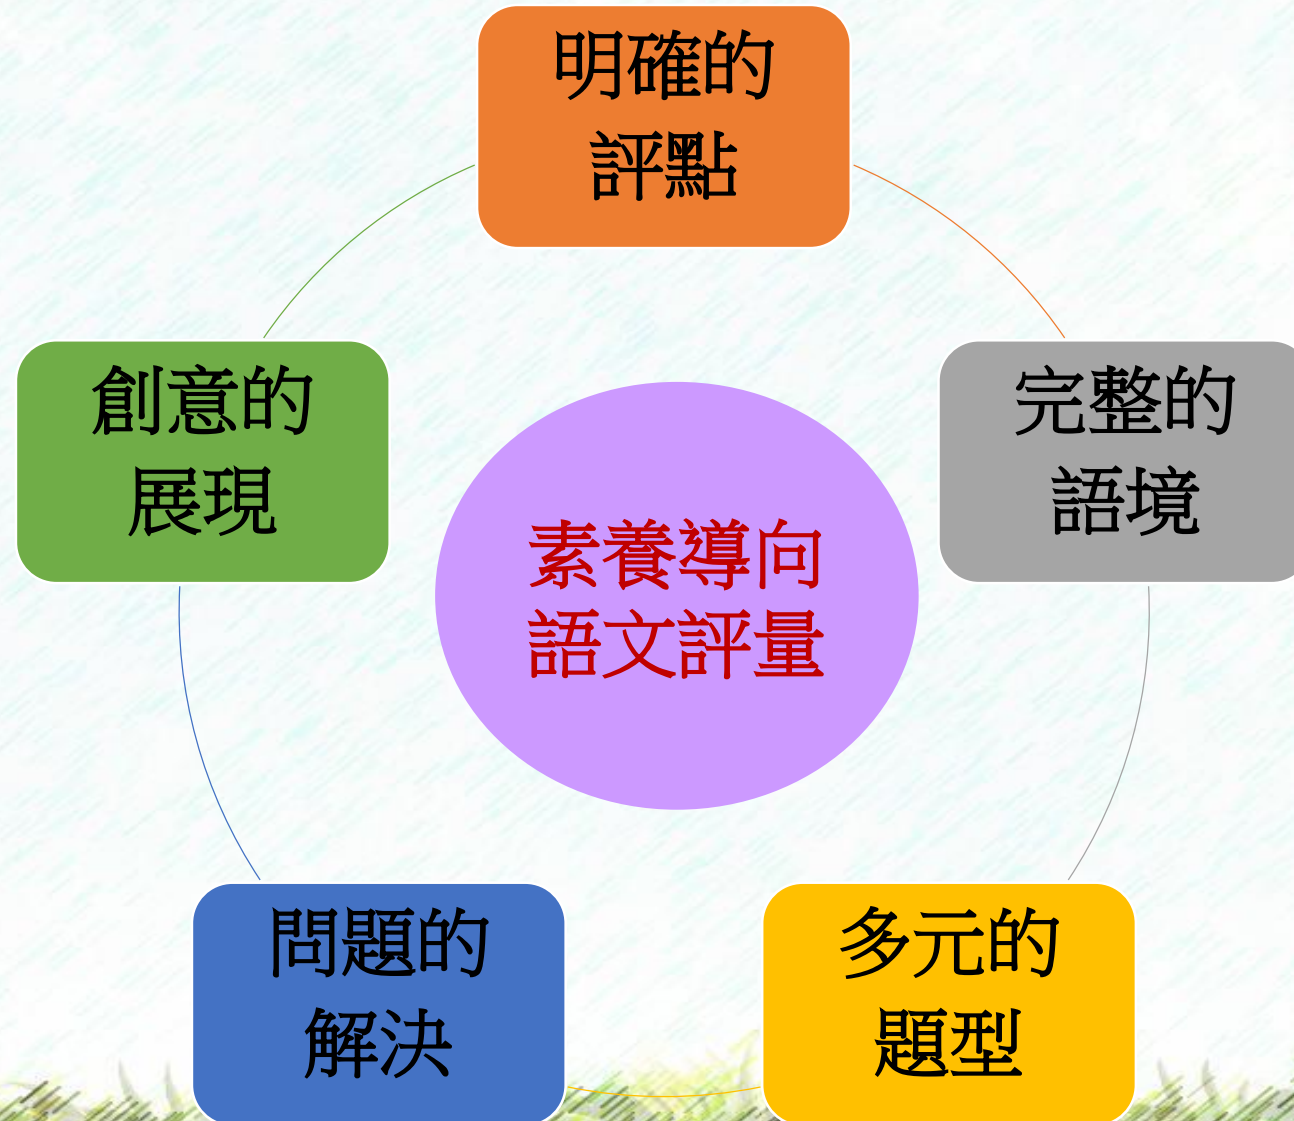 明確的
評點
創意的
展現
完整的
語境
素養導向
語文評量
問題的
解決
多元的
題型